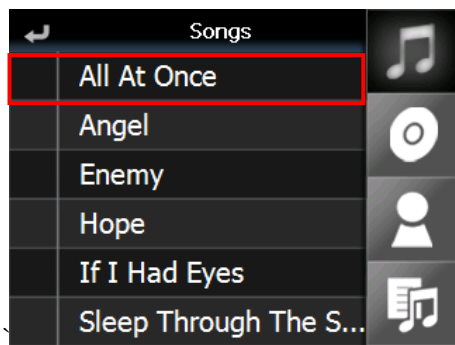 Songs
All At Once
Angel
Enemy
Hope
If I Had Eyes
Sleep Through The S...